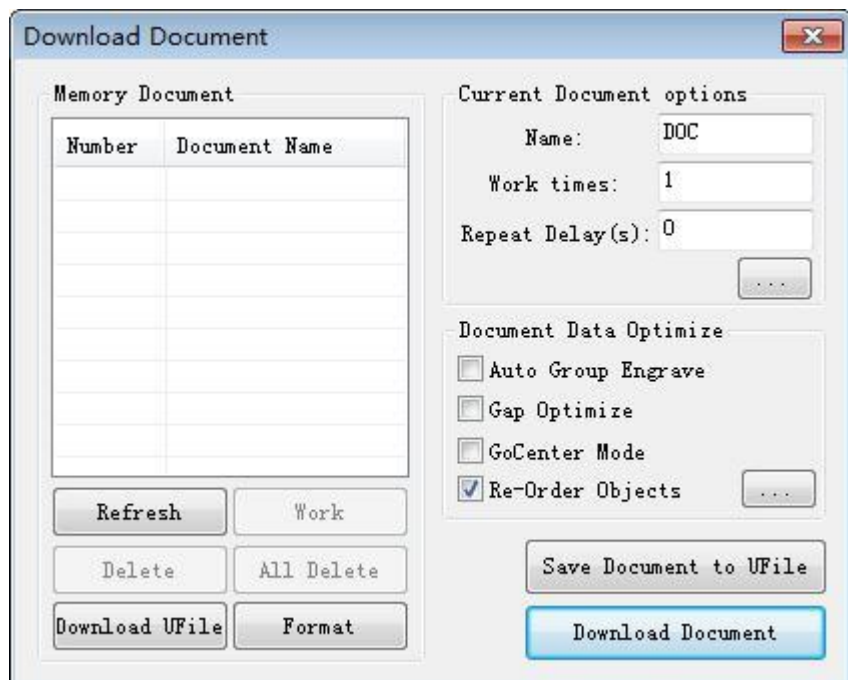 Download Document
Memory Document
Number Document Name
Refresh Work
Delete All Delete
Download UFile Format
Current Document options
Name: DOC
Work times: 1
Repeat Delay(s): 0
...
Document Data Optimize
Auto Group Engrave
Gap Optimize
GoCenter Mode
Re-Order Objects ...
Save Document to UFile
Download Document